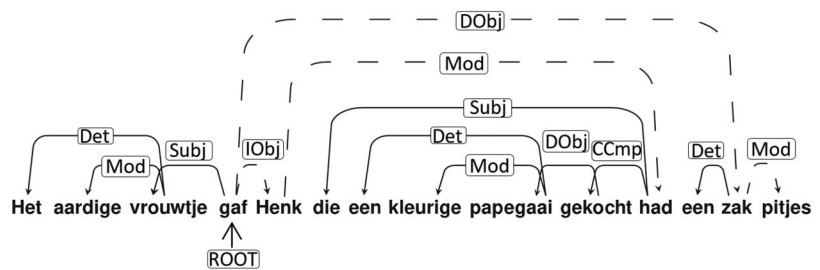 DObj
Mod
Subj
Det Det
Mod Subj IObj Mod DObj CCmp Det Mod
Het aardige vrouwtje gaf Henk die een kleurige papegaai gekocht had een zak pitjes
ROOT